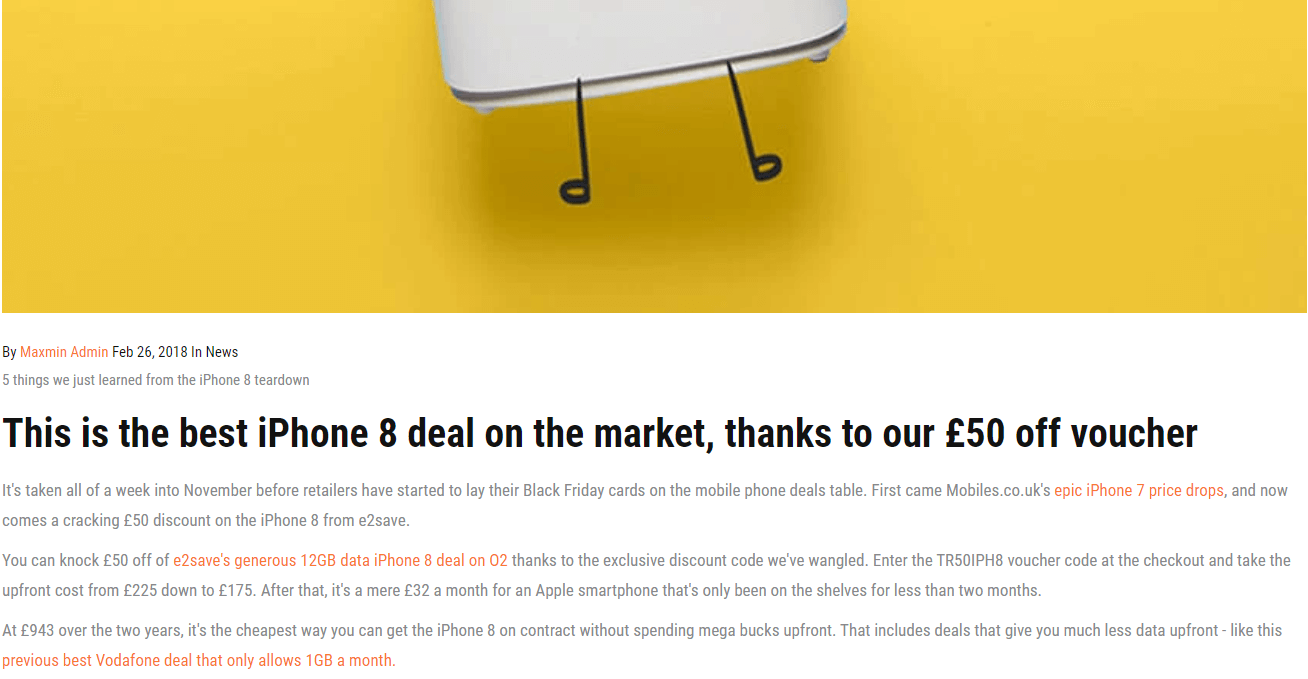 By Maxmin Admin Feb 26, 2018 In News
5 things we just learned from the iPhone 8 teardown
This is the best iPhone 8 deal on the market, thanks to our £50 off voucher
It's taken all of a week into November before retailers have started to lay their Black Friday cards on the mobile phone deals table. First came Mobiles.co.uk's epic iPhone 7 price drops, and now
comes a cracking £50 discount on the iPhone 8 from e2save.
You can knock £50 off of e2save's generous 12GB data iPhone 8 deal on O2 thanks to the exclusive discount code we've wangled. Enter the TR50IPH8 voucher code at the checkout and take the
upfront cost from £225 down to £175. After that, it's a mere £32 a month for an Apple smartphone that's only been on the shelves for less than two months.
At £943 over the two years, it's the cheapest way you can get the iPhone 8 on contract without spending mega bucks upfront. That includes deals that give you much less data upfront - like this
previous best Vodafone deal that only allows 1GB a month.